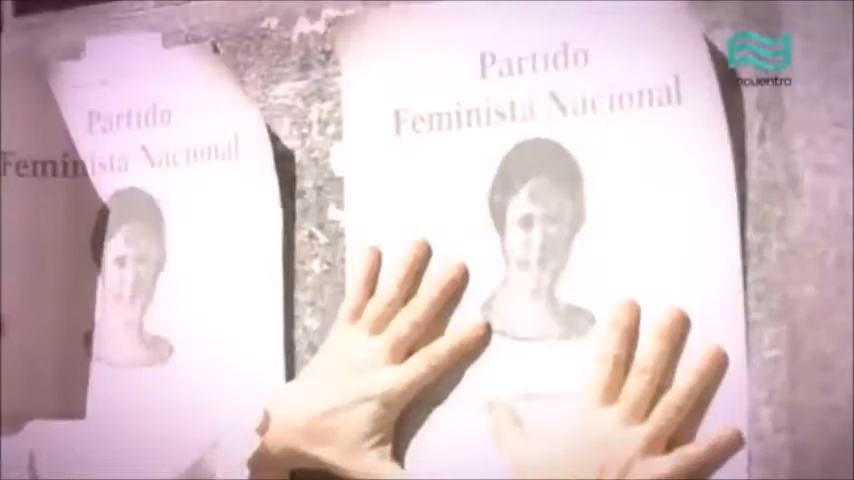 Partido
Feminista Nacional
Partido
Feminista Nacional
encuentro